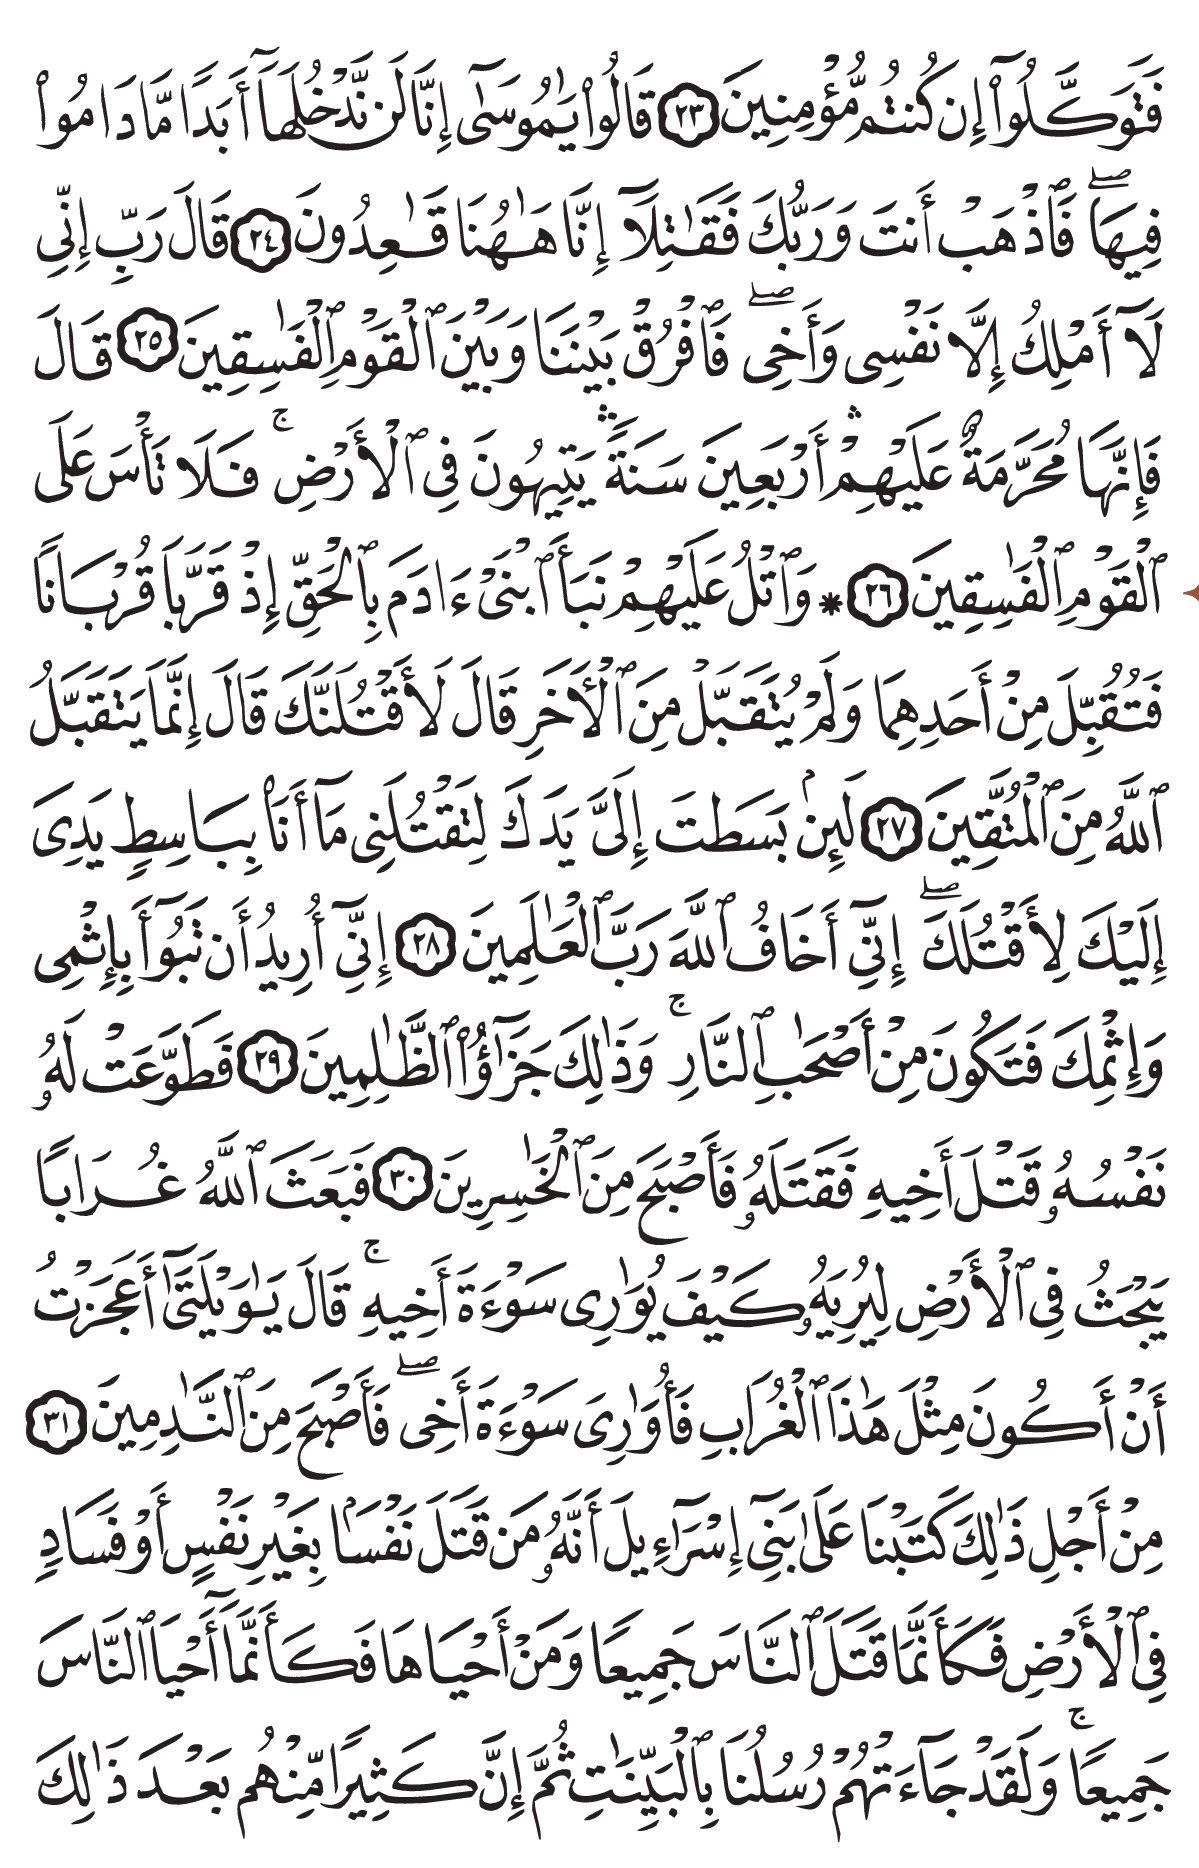 فَتَوَكَّلُوٓا۟ إِن كُنتُم مُّؤْمِنِينَ ٢٣ قَالُوا۟ يَٰمُوسَىٰٓ إِنَّا لَن نَّدْخُلَهَآ أَبَدًا مَّا دَامُوا۟
فِيهَا ۖ فَٱذْهَبْ أَنتَ وَرَبُّكَ فَقَٰتِلَآ إِنَّا هَٰهُنَا قَٰعِدُونَ ٢٤ قَالَ رَبِّ إِنِّى
لَآ أَمْلِكُ إِلَّا نَفْسِى وَأَخِى ۖ فَٱفْرُقْ بَيْنَنَا وَبَيْنَ ٱلْقَوْمِ ٱلْفَٰسِقِينَ ٢٥ قَالَ
فَإِنَّهَا مُحَرَّمَةٌ عَلَيْهِمْ ۛ أَرْبَعِينَ سَنَةً ۛ يَتِيهُونَ فِى ٱلْأَرْضِ ۚ فَلَا تَأْسَ عَلَى
ٱلْقَوْمِ ٱلْفَٰسِقِينَ ٢٦ * وَٱتْلُ عَلَيْهِمْ نَبَأَ ٱبْنَىْ ءَادَمَ بِٱلْحَقِّ إِذْ قَرَّبَا قُرْبَانًا
فَتُقُبِّلَ مِنْ أَحَدِهِمَا وَلَمْ يُتَقَبَّلْ مِنَ ٱلْءَاخَرِ قَالَ لَأَقْتُلَنَّكَ قَالَ إِنَّمَا يَتَقَبَّلُ
ٱللَّهُ مِنَ ٱلْمُتَّقِينَ ٢٧ لَئِنۢ بَسَطتَ إِلَىَّ يَدَكَ لِتَقْتُلَنِى مَآ أَنَا۠ بِبَاسِطٍ يَدِىَ
إِلَيْكَ لِأَقْتُلَكَ ۖ إِنِّىٓ أَخَافُ ٱللَّهَ رَبَّ ٱلْعَٰلَمِينَ ٢٨ إِنِّىٓ أُرِيدُ أَن تَبُوٓأَ بِإِثْمِى
وَإِثْمِكَ فَتَكُونَ مِنْ أَصْحَٰبِ ٱلنَّارِ ۚ وَذَٰلِكَ جَزَٰٓؤُا۟ ٱلظَّٰلِمِينَ ٢٩ فَطَوَّعَتْ لَهُۥ
نَفْسُهُۥ قَتْلَ أَخِيهِ فَقَتَلَهُۥ فَأَصْبَحَ مِنَ ٱلْخَٰسِرِينَ ٣٠ فَبَعَثَ ٱللَّهُ غُرَابًا
يَبْحَثُ فِى ٱلْأَرْضِ لِيُرِيَهُۥ كَيْفَ يُوَٰرِى سَوْءَةَ أَخِيهِ ۚ قَالَ يَٰوَيْلَتَىٰٓ أَعَجَزْتُ
أَنْ أَكُونَ مِثْلَ هَٰذَا ٱلْغُرَابِ فَأُوَٰرِىَ سَوْءَةَ أَخِى ۖ فَأَصْبَحَ مِنَ ٱلنَّٰدِمِينَ ٣١
مِنْ أَجْلِ ذَٰلِكَ كَتَبْنَا عَلَىٰ بَنِىٓ إِسْرَٰٓءِيلَ أَنَّهُۥ مَن قَتَلَ نَفْسًۢا بِغَيْرِ نَفْسٍ أَوْ فَسَادٍ
فِى ٱلْأَرْضِ فَكَأَنَّمَا قَتَلَ ٱلنَّاسَ جَمِيعًا وَمَنْ أَحْيَاهَا فَكَأَنَّمَآ أَحْيَا ٱلنَّاسَ
جَمِيعًا ۚ وَلَقَدْ جَآءَتْهُمْ رُسُلُنَا بِٱلْبَيِّنَٰتِ ثُمَّ إِنَّ كَثِيرًا مِّنْهُم بَعْدَ ذَٰلِكَ